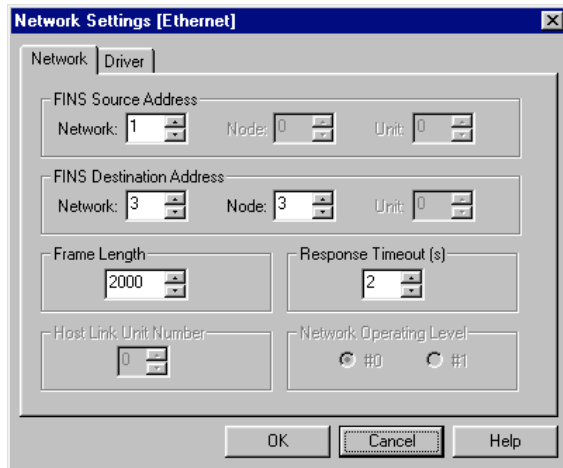 Network Settings [Ethernet]
Network Driver
FINS Source Address
Network: 1 Node: 0 Unit: 0
FINS Destination Address
Network: 3 Node: 3 Unit: 0
Frame Length Response Timeout (s)
2000 2
Host Link Unit Number Network Operating Level
0 #0 #1
OK Cancel Help